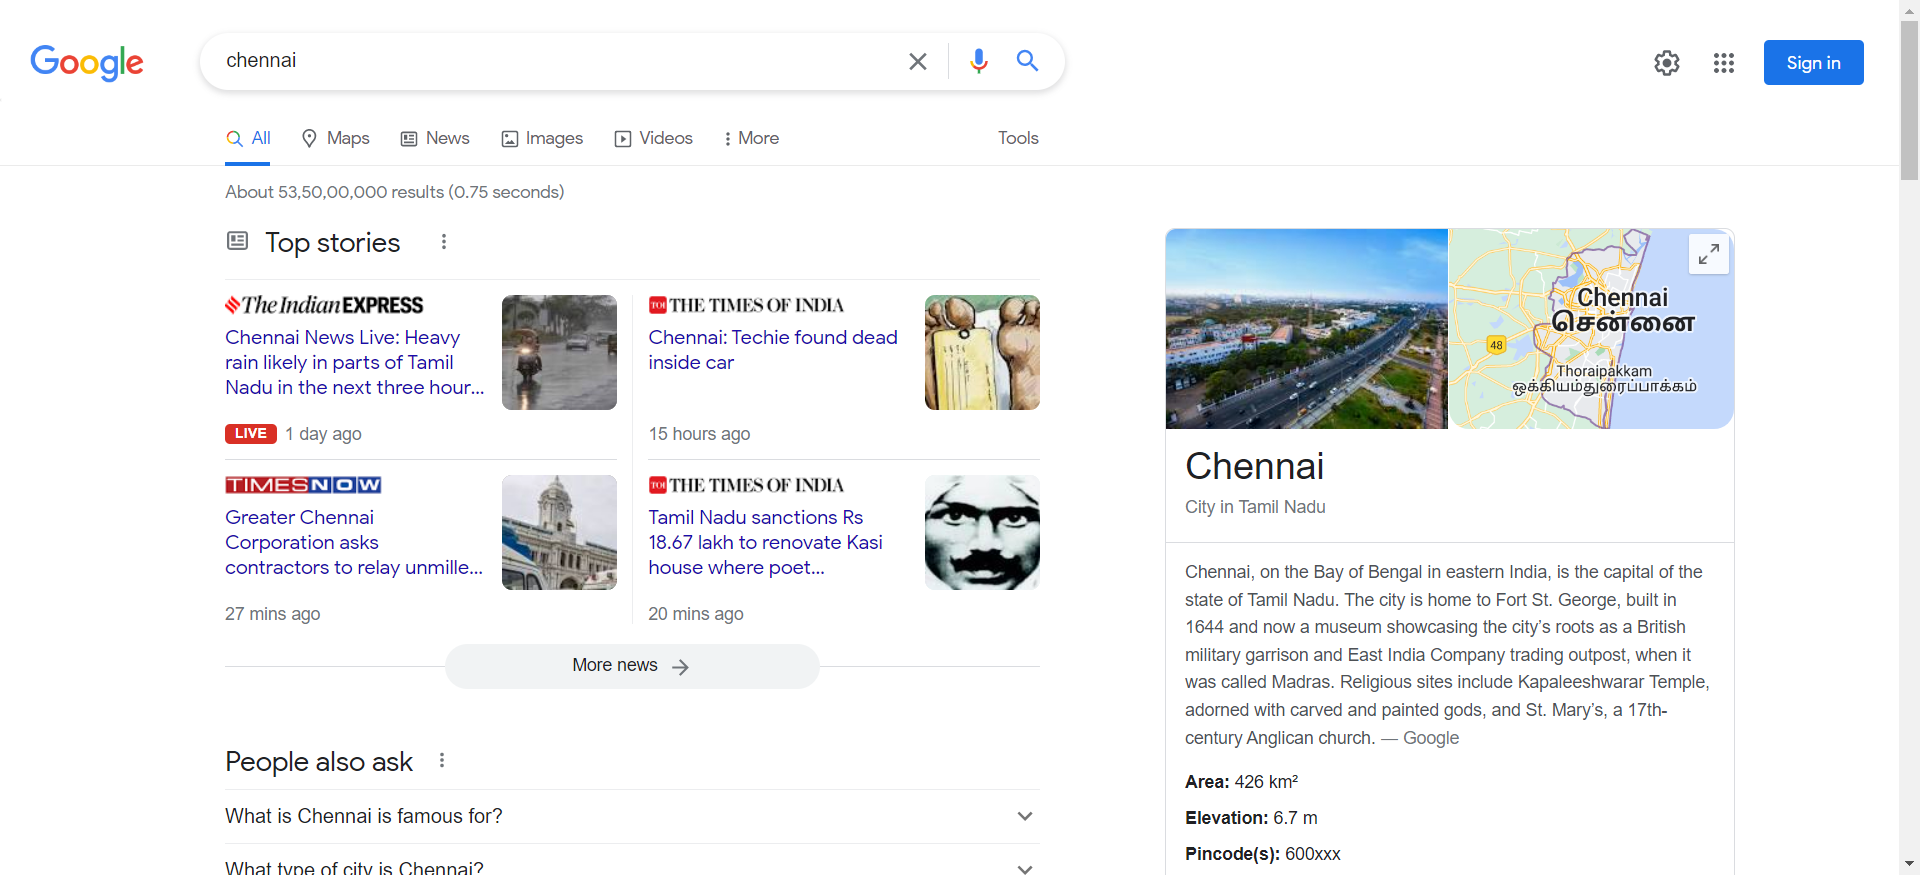 Google
chennai
Sign in
All
Maps
News
Images
Videos
More
Tools
About 53,50,00,000 results (0.75 seconds)
Top stories
The Indian EXPRESS
Chennai News Live: Heavy
rain likely in parts of Tamil
Nadu in the next three hour...
LIVE 1 day ago
TOI THE TIMES OF INDIA
Chennai: Techie found dead
inside car
15 hours ago
TIMES NOW
Greater Chennai
Corporation asks
contractors to relay unmille...
27 mins ago
TOI THE TIMES OF INDIA
Tamil Nadu sanctions Rs
18.67 lakh to renovate Kasi
house where poet...
20 mins ago
More news
People also ask
What is Chennai is famous for?
What type of city is Chennai?
Chennai
சென்னை
48
Thoraipakkam
ஒக்கியம்துரைப்பாக்கம்
Chennai
City in Tamil Nadu
Chennai, on the Bay of Bengal in eastern India, is the capital of the
state of Tamil Nadu. The city is home to Fort St. George, built in
1644 and now a museum showcasing the city’s roots as a British
military garrison and East India Company trading outpost, when it
was called Madras. Religious sites include Kapaleeshwarar Temple,
adorned with carved and painted gods, and St. Mary’s, a 17th-
century Anglican church. — Google
Area: 426 km²
Elevation: 6.7 m
Pincode(s): 600xxx